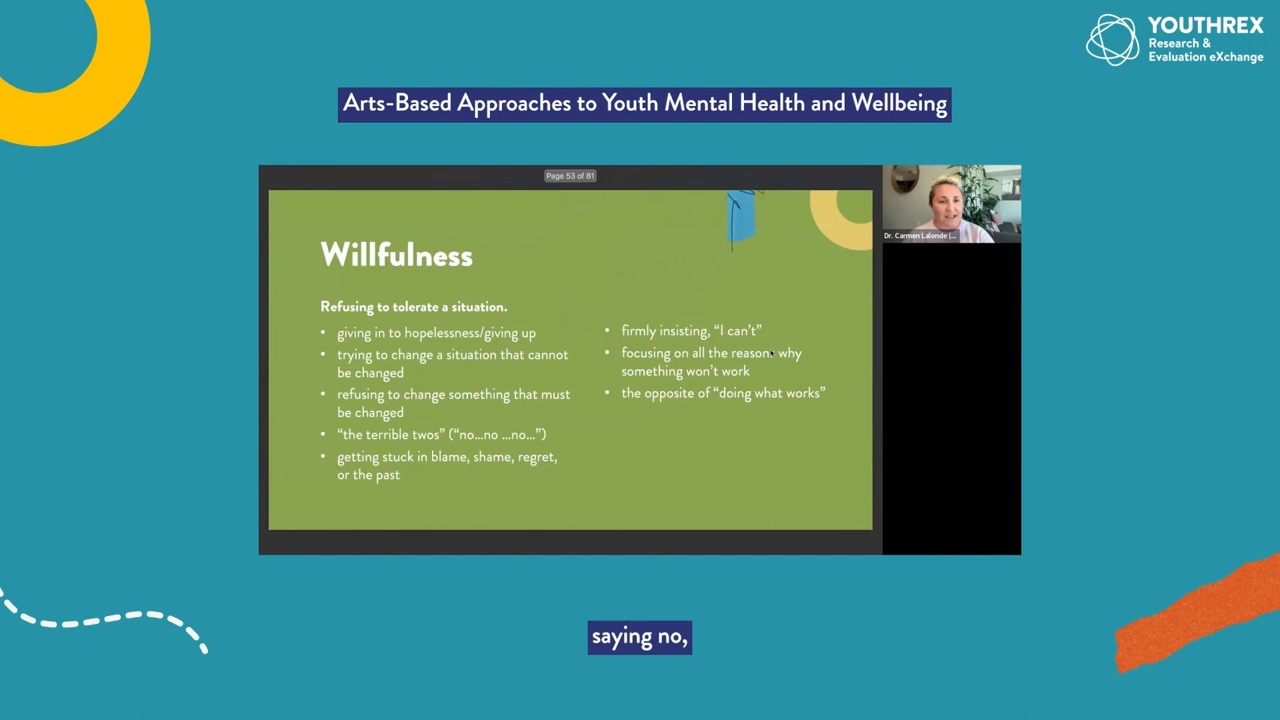 YOUTHREX
Research &
Evaluation eXchange
Arts-Based Approaches to Youth Mental Health and Wellbeing
Page 53 of 81
Willfulness
Refusing to tolerate a situation.
• giving in to hopelessness/giving up
• trying to change a situation that cannot
be changed
• refusing to change something that must
be changed
• “the terrible twos” (“no...no ...no...”)
• getting stuck in blame, shame, regret,
or the past
• firmly insisting, “I can’t”
• focusing on all the reasons why
something won’t work
• the opposite of “doing what works”
Dr. Carmen Lalonde (...
saying no,